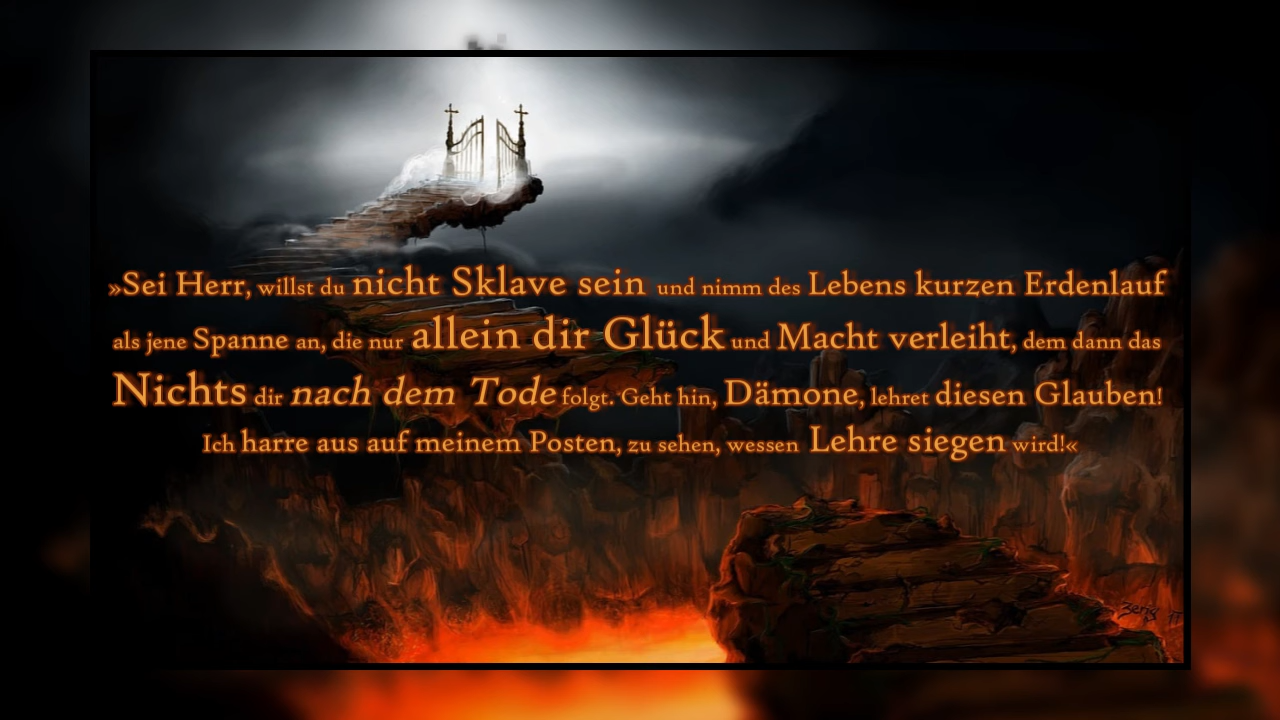 »Sei Herr, willst du nicht Sklave sein und nimm des Lebens kurzen Erdenlauf
als jene Spanne an, die nur allein dir Glück und Macht verleiht, dem dann das
Nichts dir nach dem Tode folgt. Geht hin, Dämone, lehret diesen Glauben!
Ich harre aus auf meinem Posten, zu sehen, wessen Lehre siegen wird!«